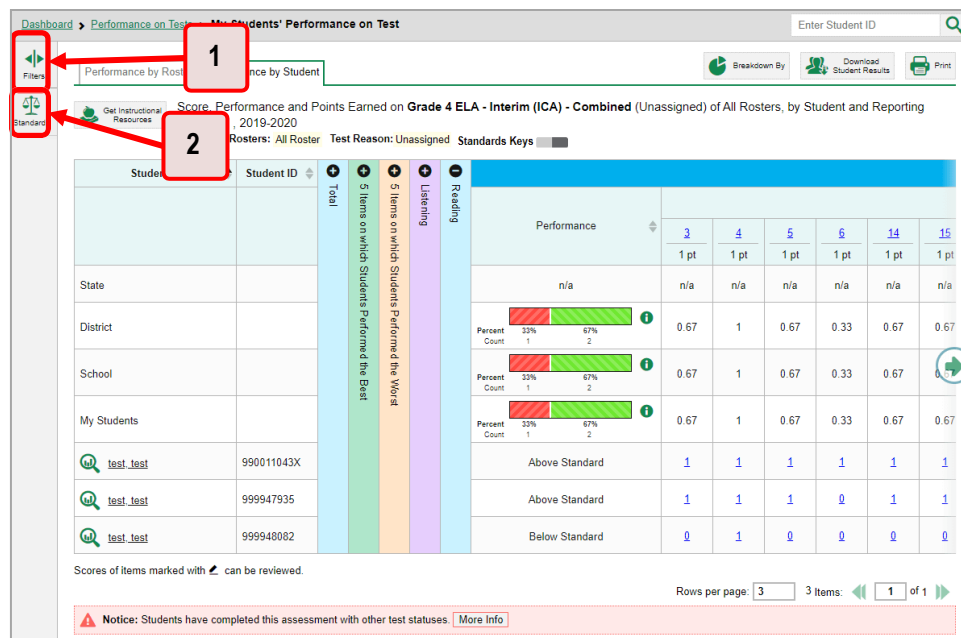 Dashboard > Performance on Tests > My Students' Performance on Test
Enter Student ID
Filters
Standard
1
2
Performance by Rost
nce by Student
Breakdown By
Download Student Results
Print
Get Instructional Resources
Score, Performance and Points Earned on Grade 4 ELA - Interim (ICA) - Combined (Unassigned) of All Rosters, by Student and Reporting
, 2019-2020
Rosters: All Roster Test Reason: Unassigned Standards Keys
Student ID
Total
5 Items on which Students Performed the Best
5 Items on which Students Performed the Worst
Listening
Reading
Performance
3 4 5 6 14 15
1 pt 1 pt 1 pt 1 pt 1 pt 1 pt
State n/a n/a n/a n/a n/a n/a n/a
District Percent 33% 67% Count 1 2 0.67 1 0.67 0.33 0.67 0.67
School Percent 33% 67% Count 1 2 0.67 1 0.67 0.33 0.67
My Students Percent 33% 67% Count 1 2 0.67 1 0.67 0.33 0.67 0.67
test, test 990011043X Above Standard 1 1 1 1 1 1
test, test 999947935 Above Standard 1 1 1 0 1 1
test, test 999948082 Below Standard 0 1 0 0 0 0
Scores of items marked with can be reviewed.
Rows per page: 3 3 Items: 1 of 1
Notice: Students have completed this assessment with other test statuses. More Info